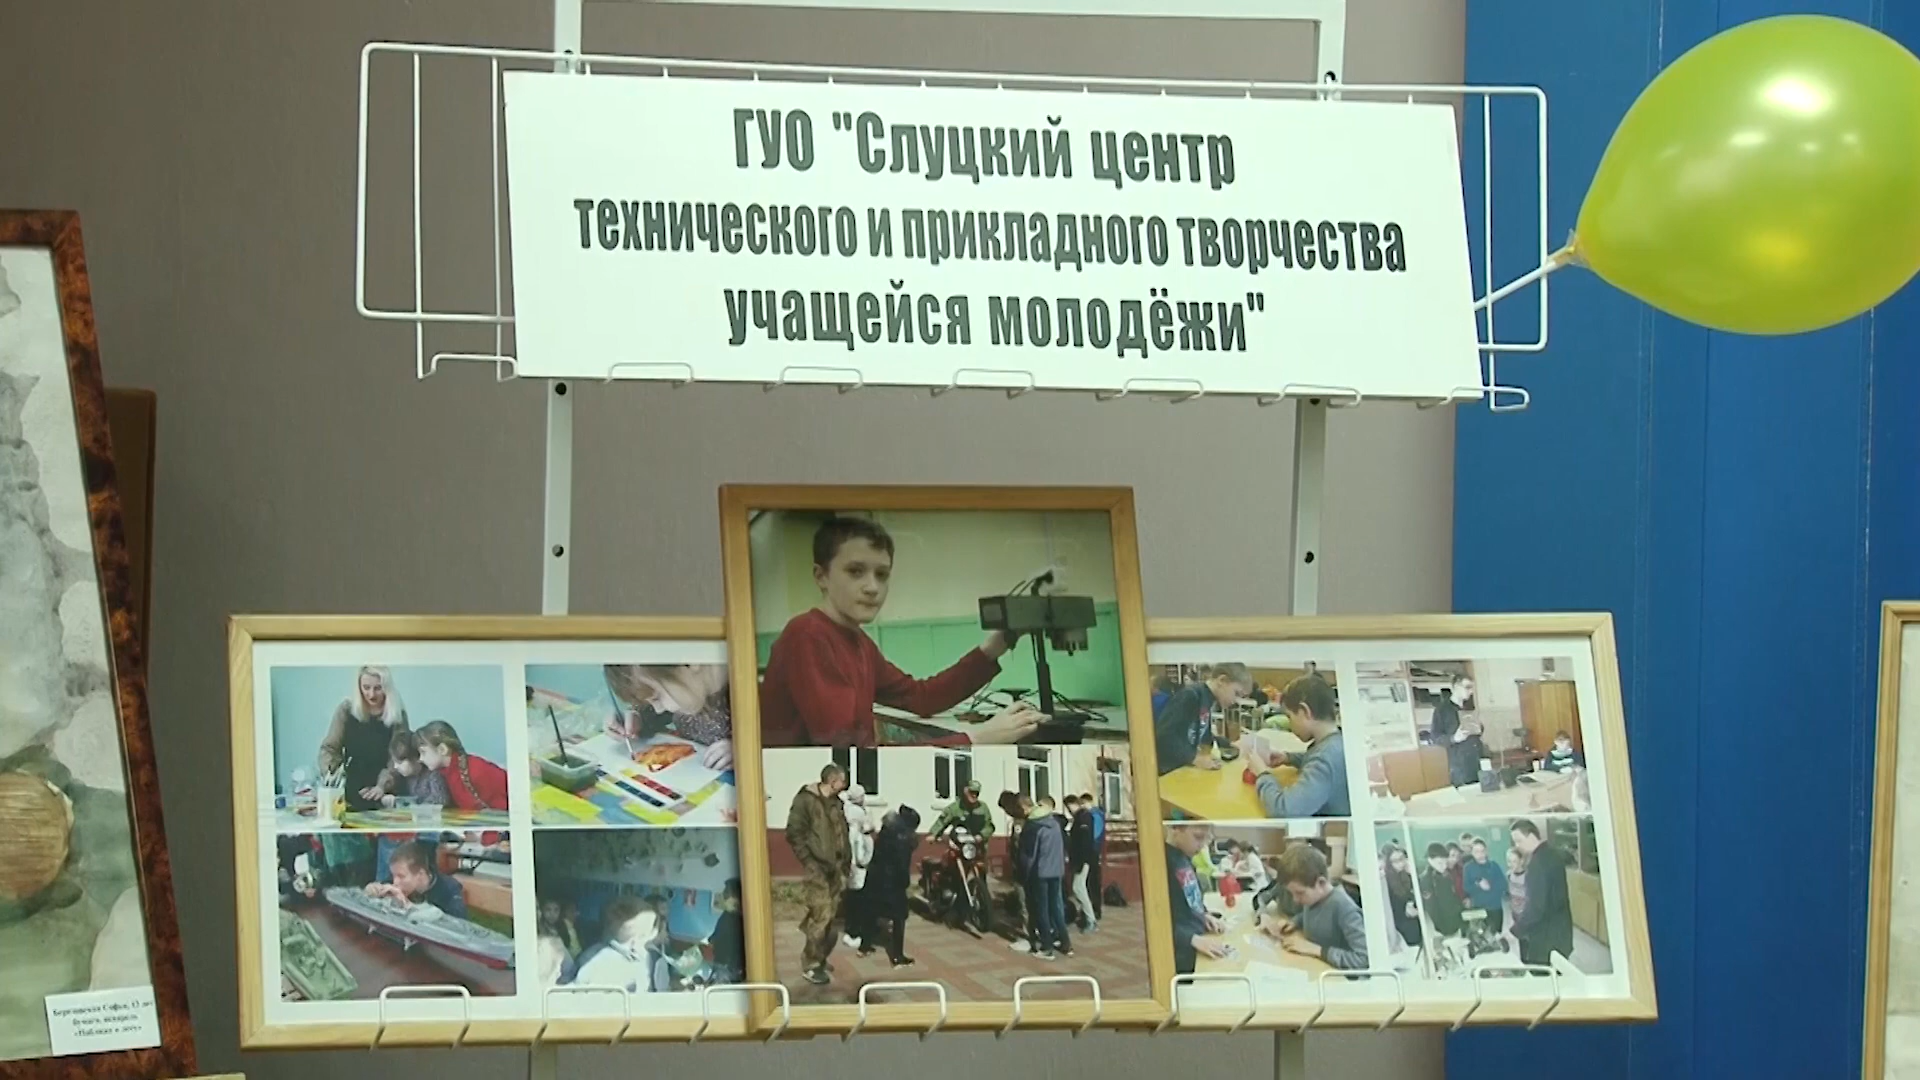 ГУО "Слуцкий центр
технического и прикладного творчества
учащейся молодёжи"